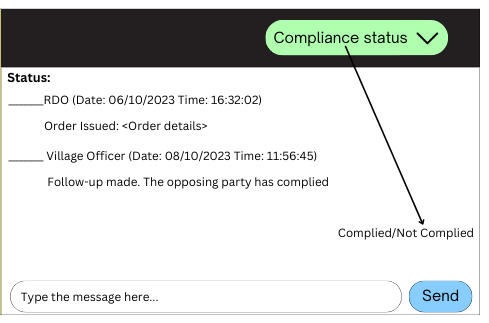 Compliance status
Status:
______RDO (Date: 06/10/2023 Time: 16:32:02)
Order Issued: <Order details>
______ Village Officer (Date: 08/10/2023 Time: 11:56:45)
Follow-up made. The opposing party has complied
Complied/Not Complied
Type the message here...
Send